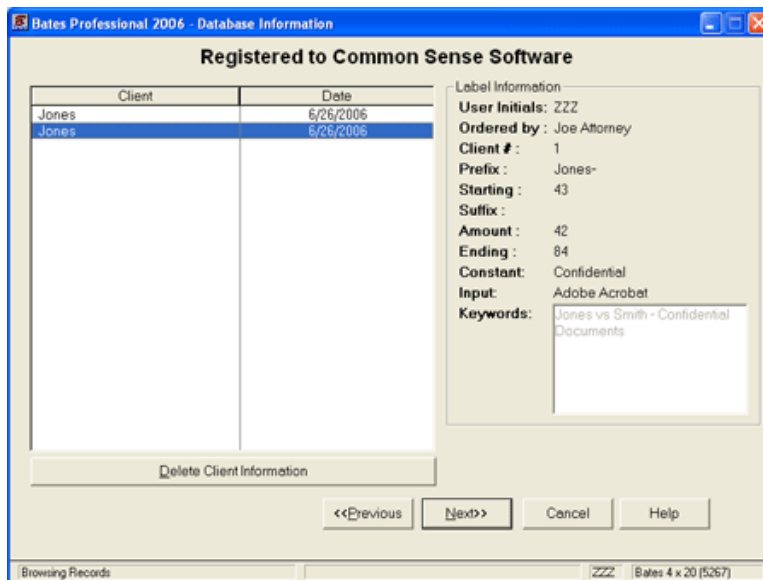 Bates Professional 2006 - Database Information
Registered to Common Sense Software
Client Date
Jones 6/26/2006
Jones 6/26/2006
Delete Client Information
Label Information
User Initials: ZZZ
Ordered by : Joe Attorney
Client # : 1
Prefix : Jones-
Starting : 43
Suffix :
Amount : 42
Ending : 84
Constant: Confidential
Input: Adobe Acrobat
Keywords: Jones vs Smith - Confidential
Documents
<<Previous Next>> Cancel Help
Browsing Records ZZZ Bates 4 x 20 (5267)